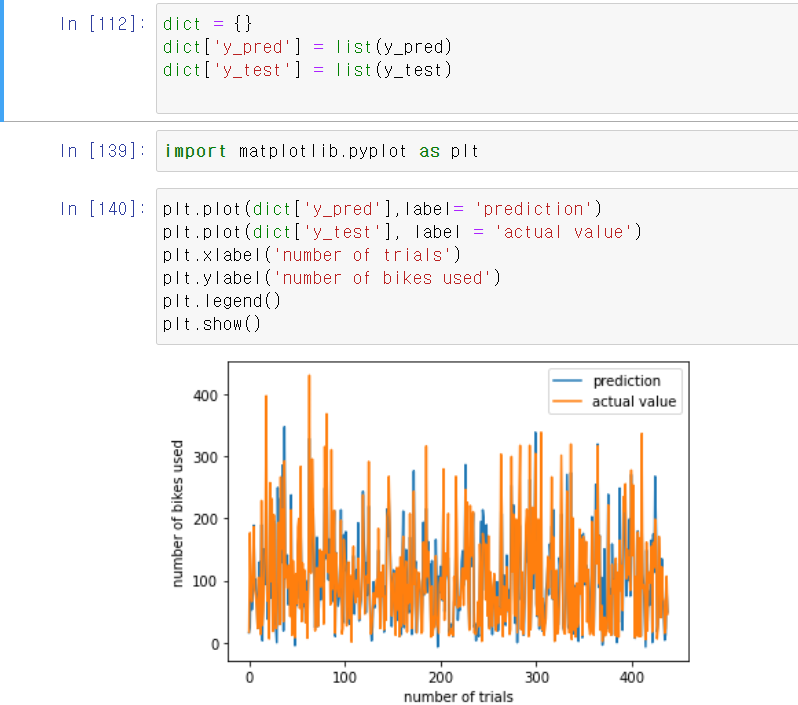 In [112]: dict = {}
dict['y_pred'] = list(y_pred)
dict['y_test'] = list(y_test)
In [139]: import matplotlib.pyplot as plt
In [140]: plt.plot(dict['y_pred'],label= 'prediction')
plt.plot(dict['y_test'], label = 'actual value')
plt.xlabel('number of trials')
plt.ylabel('number of bikes used')
plt.legend()
plt.show()
prediction
actual value
number of bikes used
400
300
200
100
0
0 100 200 300 400
number of trials